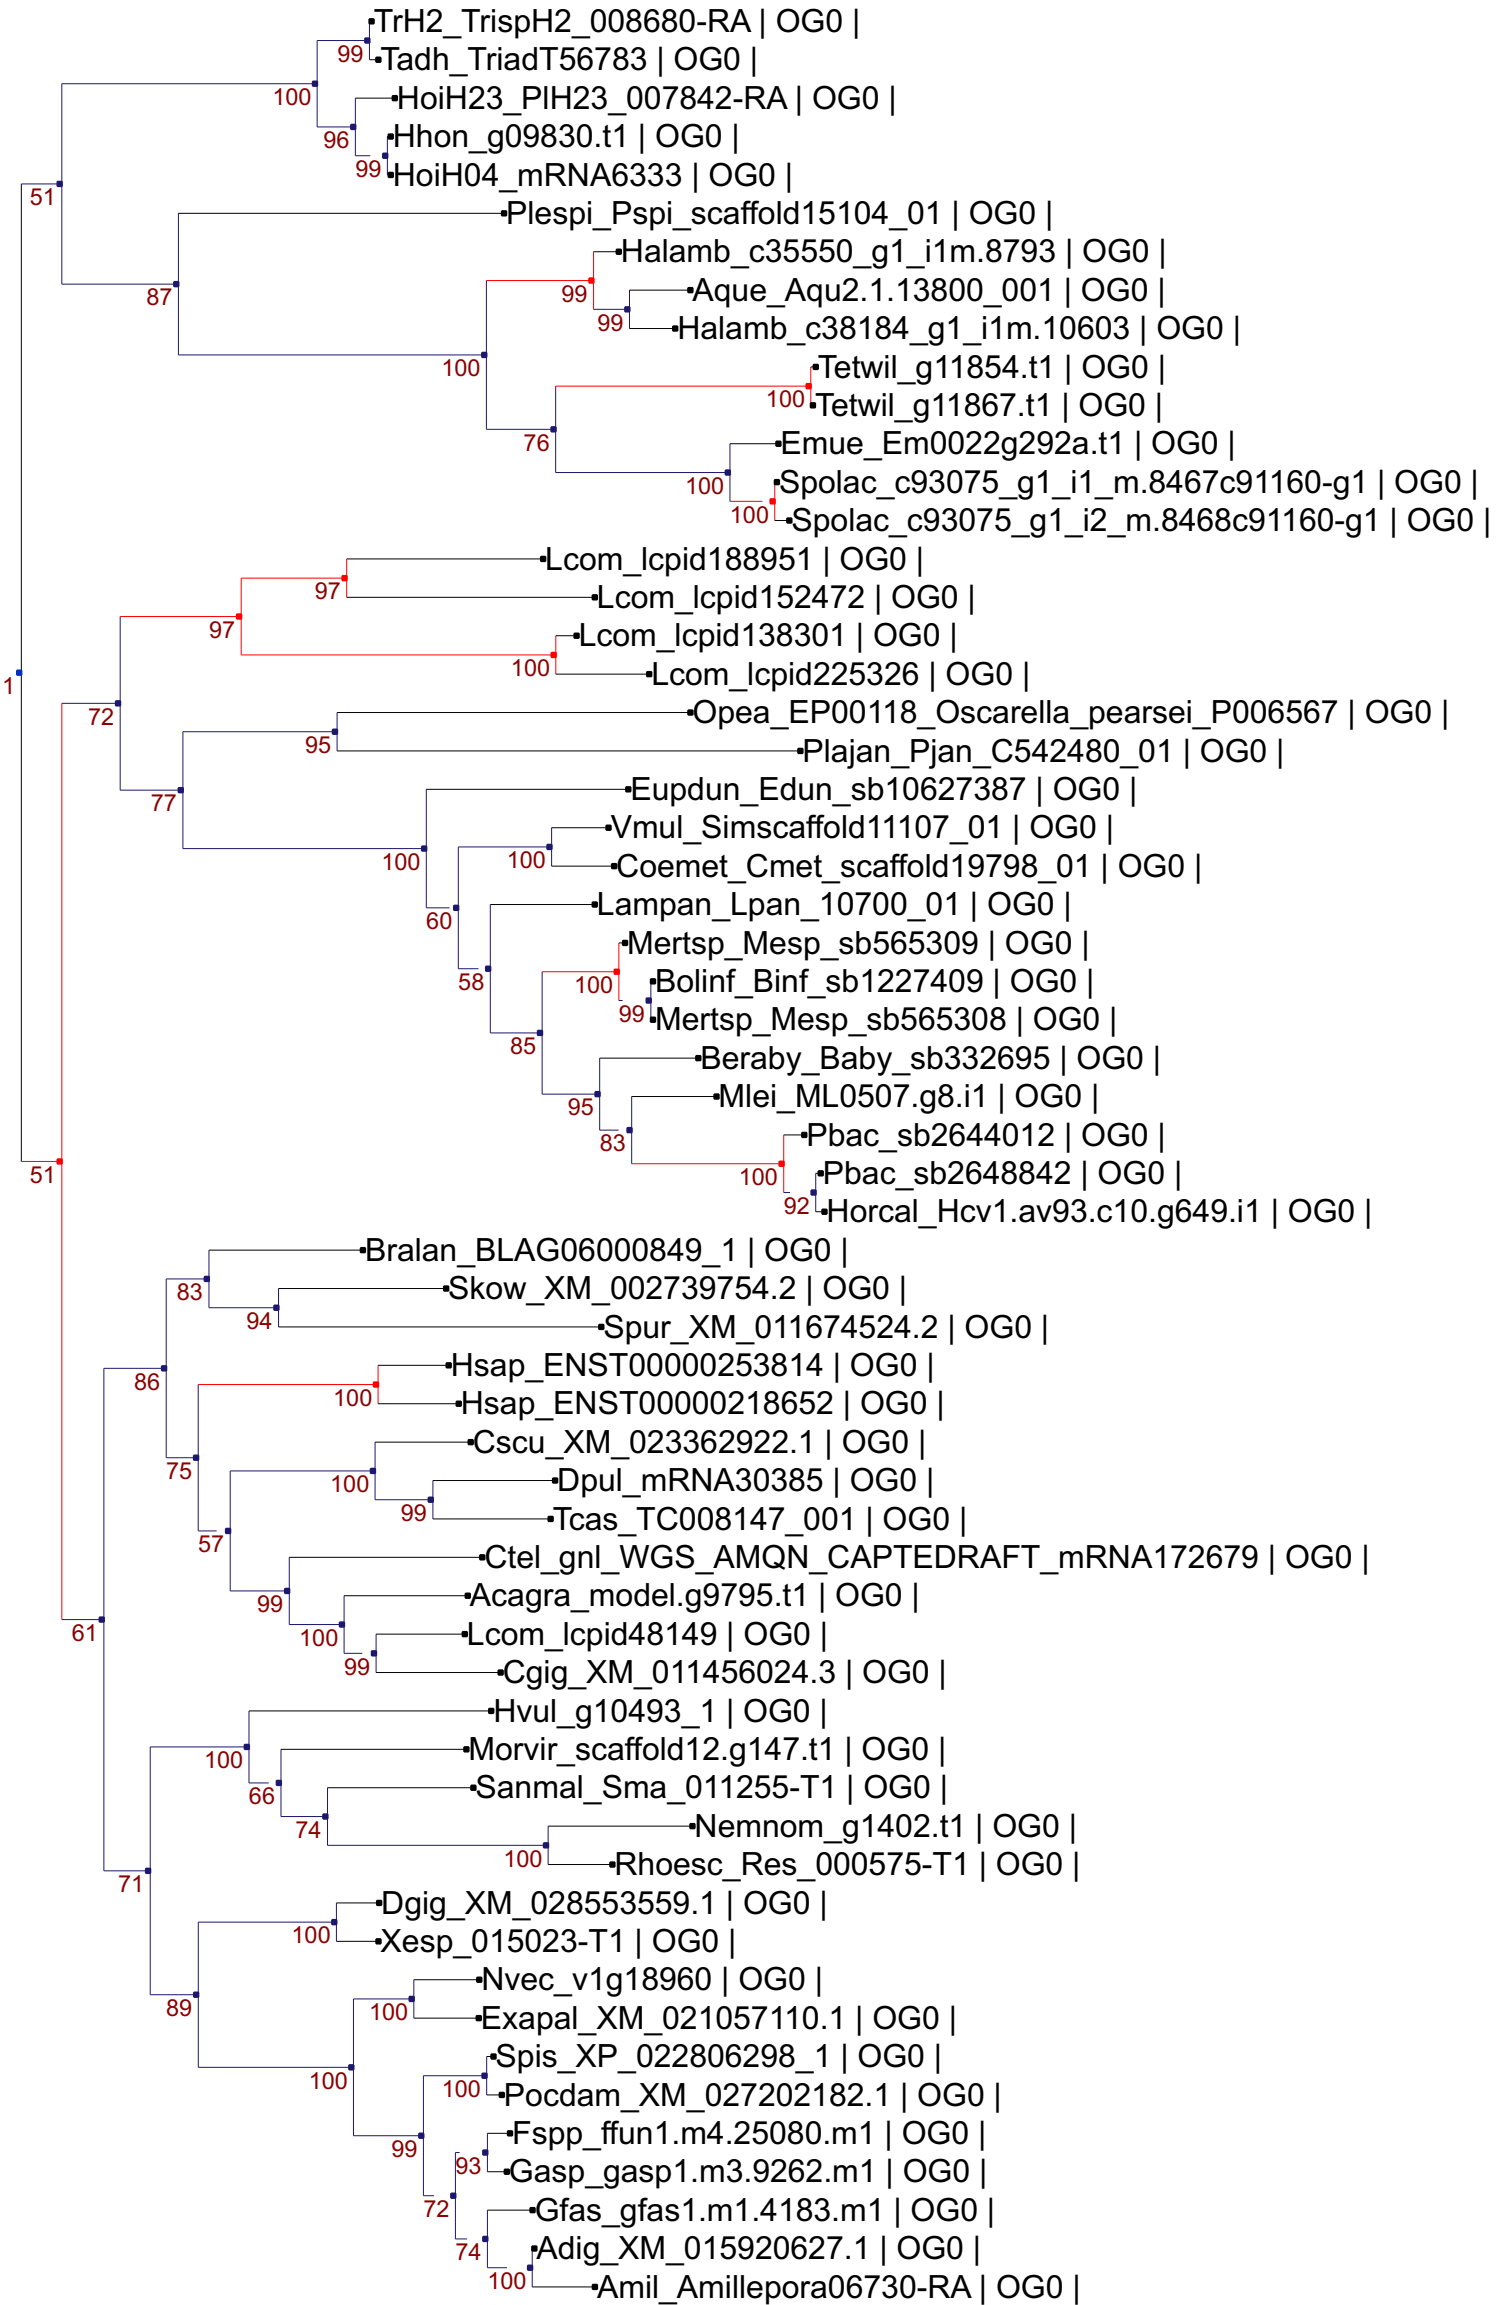 TrH2_TrispH2_008680-RA | OG0 |
99
Tadh_TriadT56783 | OG0 |
100
HoiH23_PlH23_007842-RA | OG0 |
96
Hhon_g09830.t1 | OG0 |
99
HoiH04_mRNA6333 | OG0 |
51
Plespi_Pspi_scaffold15104_01 | OG0 |
Halamb_c35550_g1_i1m.8793 | OG0 |
87
99
Aque_Aqu2.1.13800_001 | OG0 |
99
Halamb_c38184_g1_i1m.10603 | OG0 |
100
Tetwil_g11854.t1 | OG0 |
100
Tetwil_g11867.t1 | OG0 |
76
Emue_Em0022g292a.t1 | OG0 |
100
Spolac_c93075_g1_i1_m.8467c91160-g1 | OG0 |
100
Spolac_c93075_g1_i2_m.8468c91160-g1 | OG0 |
Lcom_lcpid188951 | OG0 |
97
Lcom_lcpid152472 | OG0 |
97
Lcom_lcpid138301 | OG0 |
100
Lcom_lcpid225326 | OG0 |
1
72
Opea_EP00118_Oscarella_pearsei_P006567 | OG0 |
95
Plajan_Pjan_C542480_01 | OG0 |
77
Eupdun_Edun_sb10627387 | OG0 |
Vmul_Simscaffold11107_01 | OG0 |
100
100
Coemet_Cmet_scaffold19798_01 | OG0 |
60
Lampan_Lpan_10700_01 | OG0 |
Mertsp_Mesp_sb565309 | OG0 |
58
100
Bolinf_Binf_sb1227409 | OG0 |
99
Mertsp_Mesp_sb565308 | OG0 |
85
Beraby_Baby_sb332695 | OG0 |
95
Mlei_ML0507.g8.i1 | OG0 |
83
Pbac_sb2644012 | OG0 |
51
100
Pbac_sb2648842 | OG0 |
92
Horcal_Hcv1.av93.c10.g649.i1 | OG0 |
Bralan_BLAG06000849_1 | OG0 |
83
Skow_XM_002739754.2 | OG0 |
94
Spur_XM_011674524.2 | OG0 |
86
Hsap_ENST00000253814 | OG0 |
100
Hsap_ENST00000218652 | OG0 |
75
Cscu_XM_023362922.1 | OG0 |
100
Dpul_mRNA30385 | OG0 |
99
Tcas_TC008147_001 | OG0 |
57
Ctel_gnl_WGS_AMQN_CAPTEDRAFT_mRNA172679 | OG0 |
99
Acagra_model.g9795.t1 | OG0 |
61
100
Lcom_lcpid48149 | OG0 |
99
Cgig_XM_011456024.3 | OG0 |
Hvul_g10493_1 | OG0 |
100
Morvir_scaffold12.g147.t1 | OG0 |
66
Sanmal_Sma_011255-T1 | OG0 |
74
Nemnom_g1402.t1 | OG0 |
100
Rhoesc_Res_000575-T1 | OG0 |
71
Dgig_XM_028553559.1 | OG0 |
100
Xesp_015023-T1 | OG0 |
Nvec_v1g18960 | OG0 |
89
100
Exapal_XM_021057110.1 | OG0 |
Spis_XP_022806298_1 | OG0 |
100
100
Pocdam_XM_027202182.1 | OG0 |
Fspp_ffun1.m4.25080.m1 | OG0 |
99
93
Gasp_gasp1.m3.9262.m1 | OG0 |
72
Gfas_gfas1.m1.4183.m1 | OG0 |
74
Adig_XM_015920627.1 | OG0 |
100
Amil_Amillepora06730-RA | OG0 |